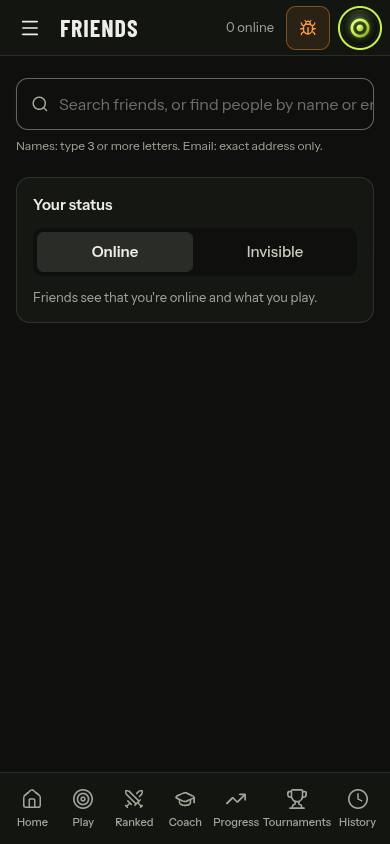 FRIENDS
0 online
Search friends, or find people by name or er
Names: type 3 or more letters. Email: exact address only.
Your status
Online
Invisible
Friends see that you're online and what you play.
Home
Play
Ranked
Coach
Progress
Tournaments
History